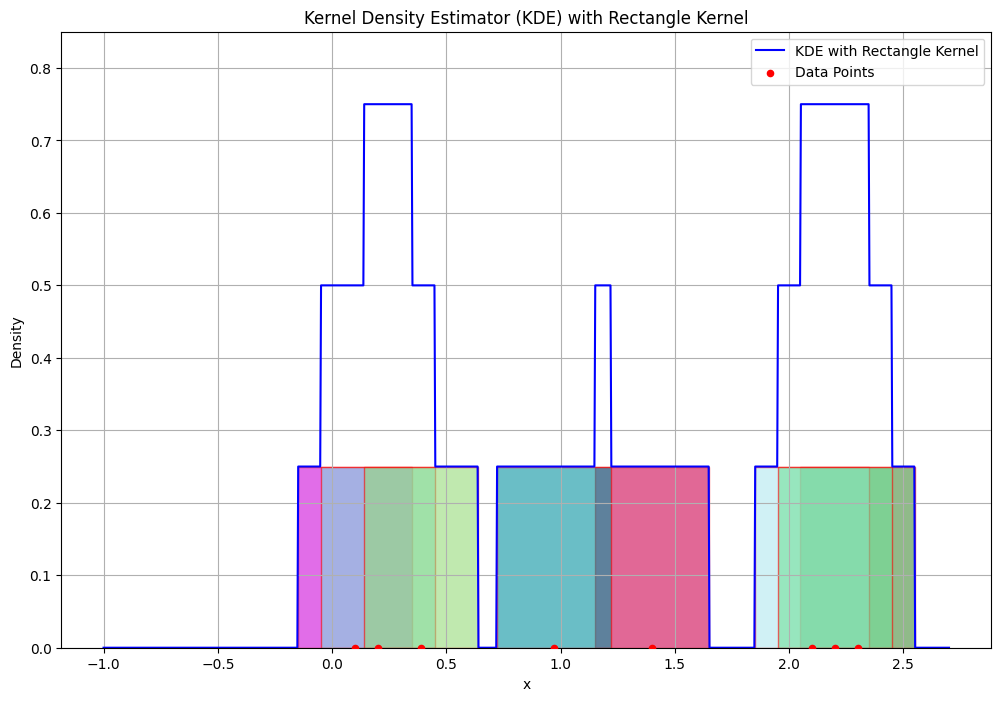 Kernel Density Estimator (KDE) with Rectangle Kernel
KDE with Rectangle Kernel
Data Points
0.8
0.7
0.6
0.5
0.4
0.3
0.2
0.1
0.0
Density
−1.0 −0.5 0.0 0.5 1.0 1.5 2.0 2.5
x